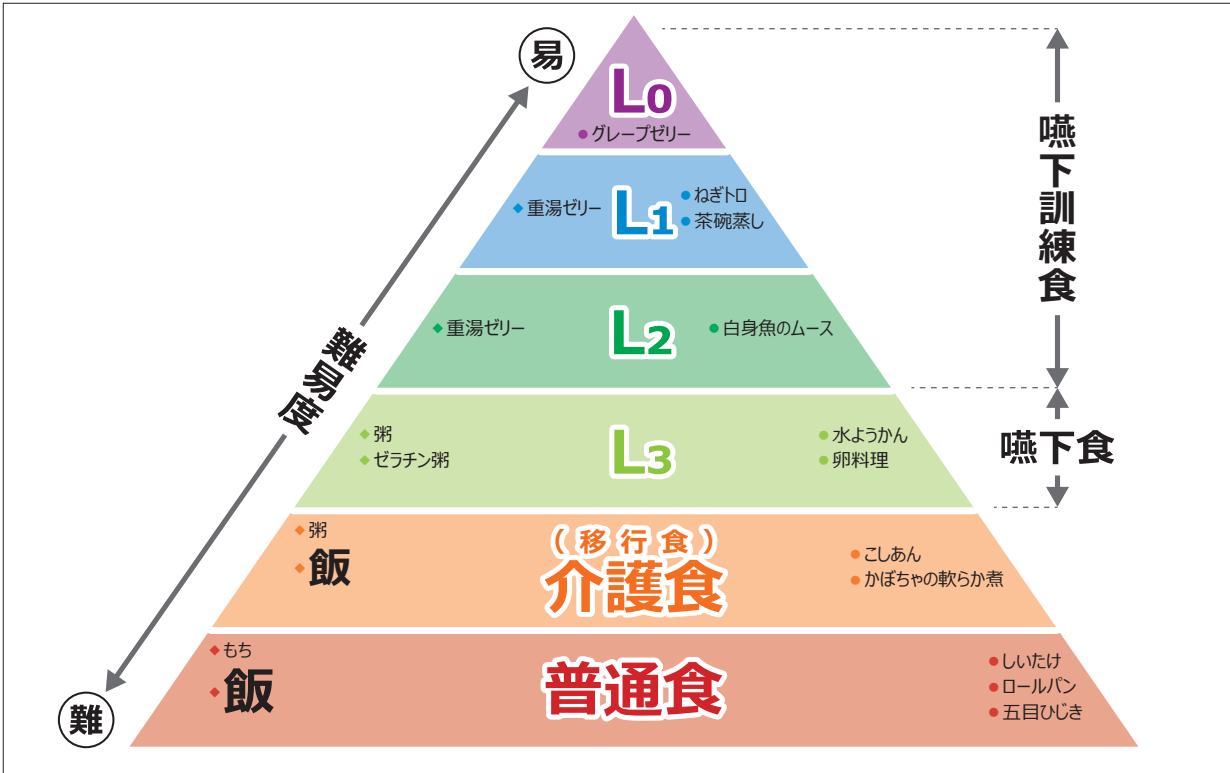 易
L0
●グレープゼリー
◆重湯ゼリー
L1
●ねぎトロ
●茶碗蒸し
嚥下訓練食
◆重湯ゼリー
L2
●白身魚のムース
難易度
◆粥
◆ゼラチン粥
L3
●水ようかん
●卵料理
嚥下食
◆粥
◆飯
(移行食)
介護食
●こしあん
●かぼちゃの軟らか煮
◆もち
◆飯
普通食
●しいたけ
●ロールパン
●五目ひじき
難